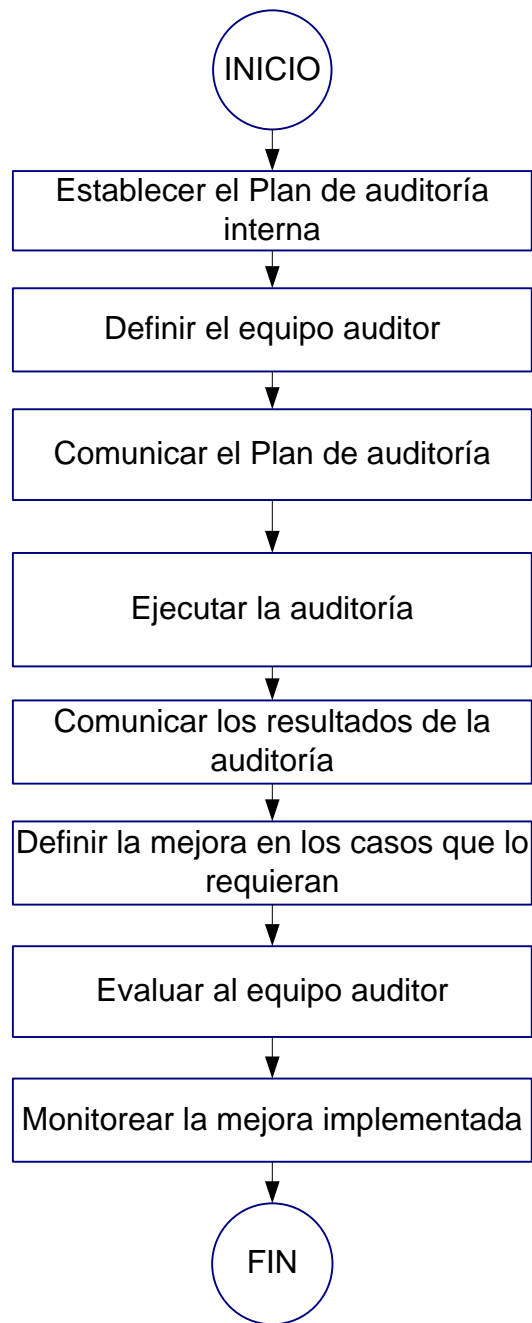 INICIO
Establecer el Plan de auditoría
interna
Definir el equipo auditor
Comunicar el Plan de auditoría
Ejecutar la auditoría
Comunicar los resultados de la
auditoría
Definir la mejora en los casos que lo
requieran
Evaluar al equipo auditor
Monitorear la mejora implementada
FIN